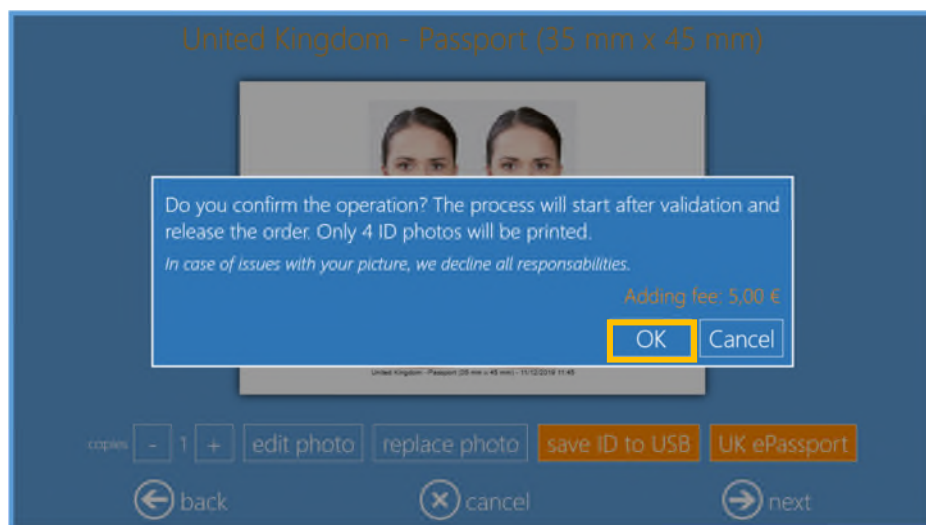 United Kingdom - Passport (35 mm x 45 mm)
Do you confirm the operation? The process will start after validation and
release the order. Only 4 ID photos will be printed.
In case of issues with your picture, we decline all responsabilities.
Adding fee: 5,00 €
OK Cancel
United Kingdom - Passport (35 mm x 45 mm) - 11/12/2019 11:45
copies - 1 + edit photo replace photo save ID to USB UK ePassport
back cancel next